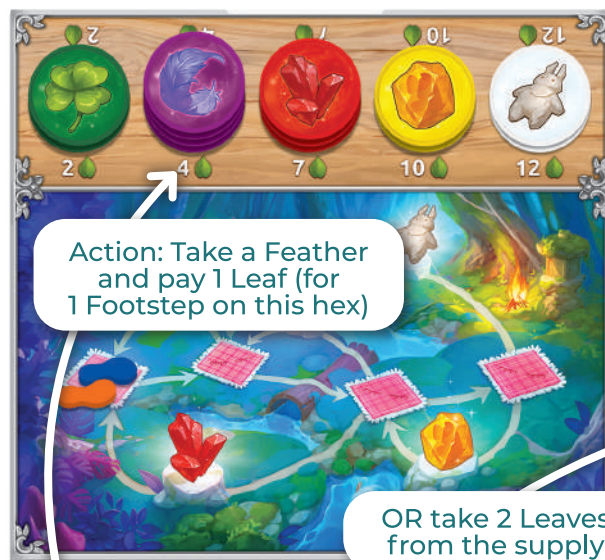 2 4 7 10 12
2 4 7 10 12
Action: Take a Feather
and pay 1 Leaf (for
1 Footstep on this hex)
OR take 2 Leaves
from the supply